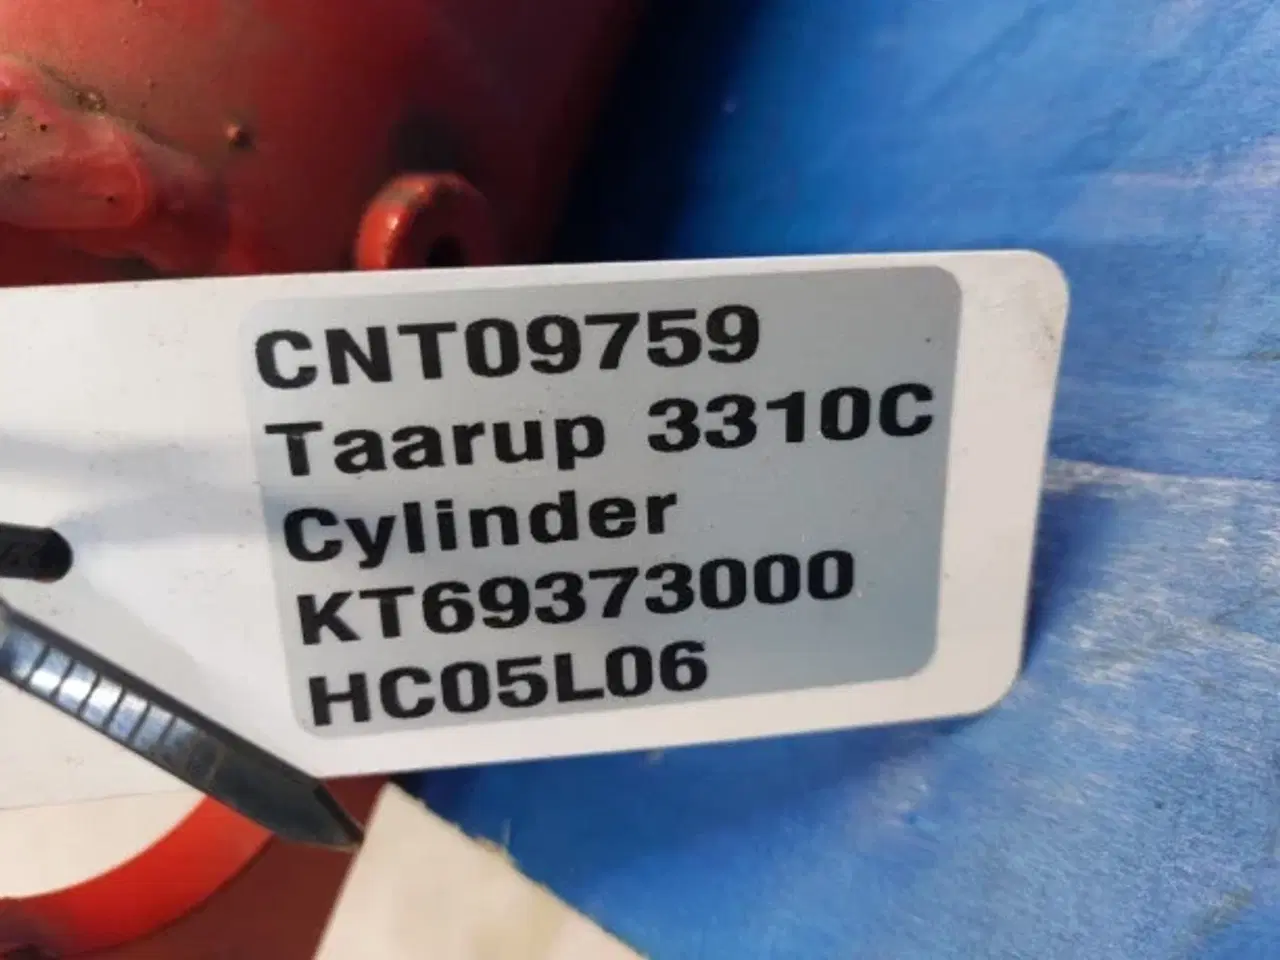 CNT09759
Taarup 3310C
Cylinder
KT69373000
HC05L06